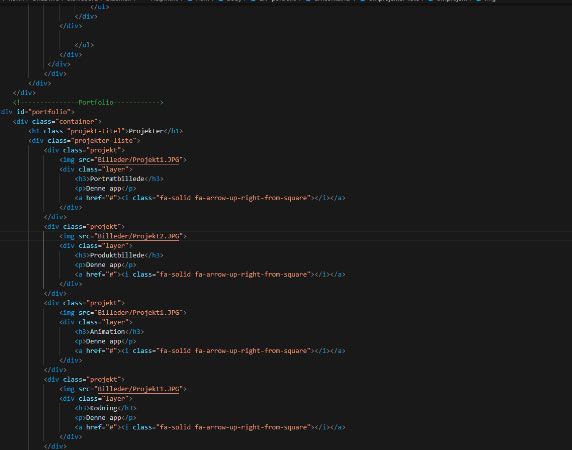 </ul>
</div>
</div>
</ul>
</div>
</div>
</div>
</div>
</div>
<!---------------Portfolio------------>
div id="portfolio">
<div class="container">
<h1 class="projekt-titel">Projekter</h1>
<div class="projekter-liste">
<div class="projekt">
<img src="Billeder/Projekt1.JPG">
<div class="layer">
<h3>Portrætbillede</h3>
<p>Denne app</p>
<a href="#"><i class="fa-solid fa-arrow-up-right-from-square"></i></a>
</div>
</div>
<div class="projekt">
<img src="Billeder/Projekt2.JPG">
<div class="layer">
<h3>Produktbillede</h3>
<p>Denne app</p>
<a href="#"><i class="fa-solid fa-arrow-up-right-from-square"></i></a>
</div>
</div>
<div class="projekt">
<img src="Billeder/Projekt1.JPG">
<div class="layer">
<h3>Animation</h3>
<p>Denne app</p>
<a href="#"><i class="fa-solid fa-arrow-up-right-from-square"></i></a>
</div>
</div>
<div class="projekt">
<img src="Billeder/Projekt1.JPG">
<div class="layer">
<h3>Kodning</h3>
<p>Denne app</p>
<a href="#"><i class="fa-solid fa-arrow-up-right-from-square"></i></a>
</div>
</div>